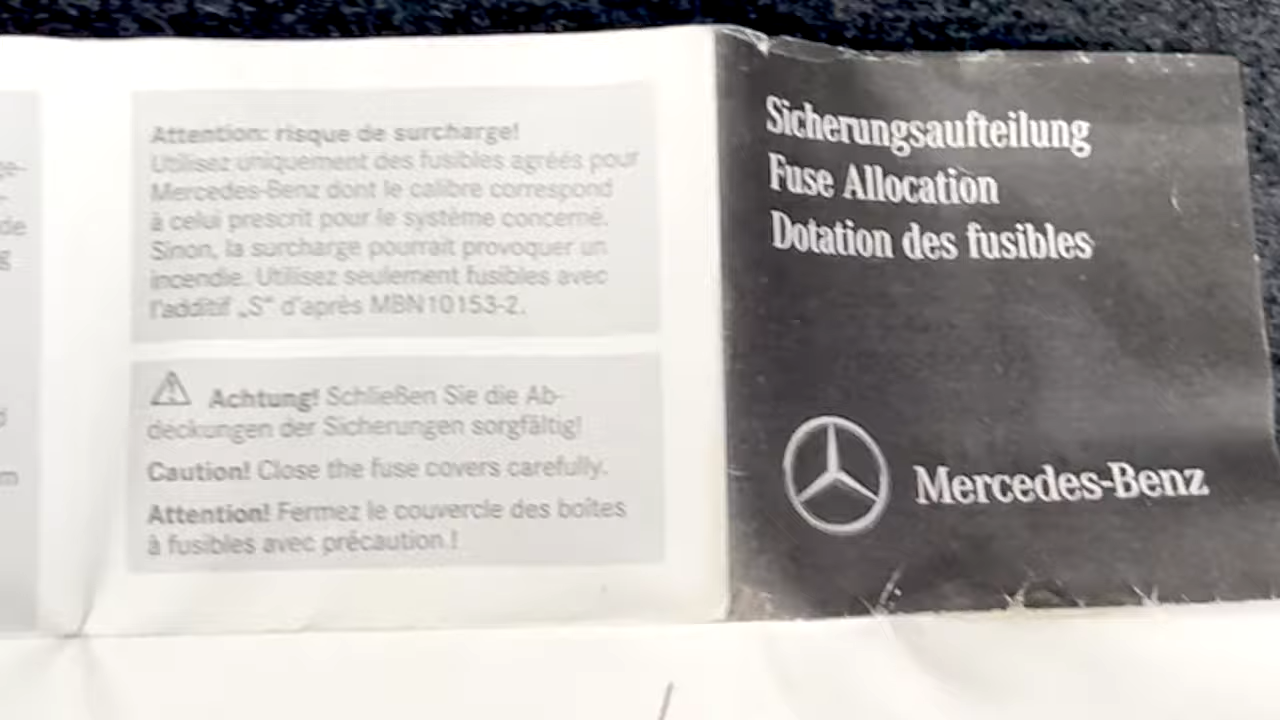 ge-
de
g
m
Attention: risque de surcharge!
Utilisez uniquement des fusibles agréés pour
Mercedes-Benz dont le calibre correspond
à celui prescrit pour le système concerné.
Sinon, la surcharge pourrait provoquer un
incendie. Utilisez seulement fusibles avec
l'additif „S" d'après MBN10153-2.
Achtung! Schließen Sie die Ab-
deckungen der Sicherungen sorgfältig!
Caution! Close the fuse covers carefully.
Attention! Fermez le couvercle des boîtes
à fusibles avec précaution !
Sicherungsaufteilung
Fuse Allocation
Dotation des fusibles
Mercedes-Benz